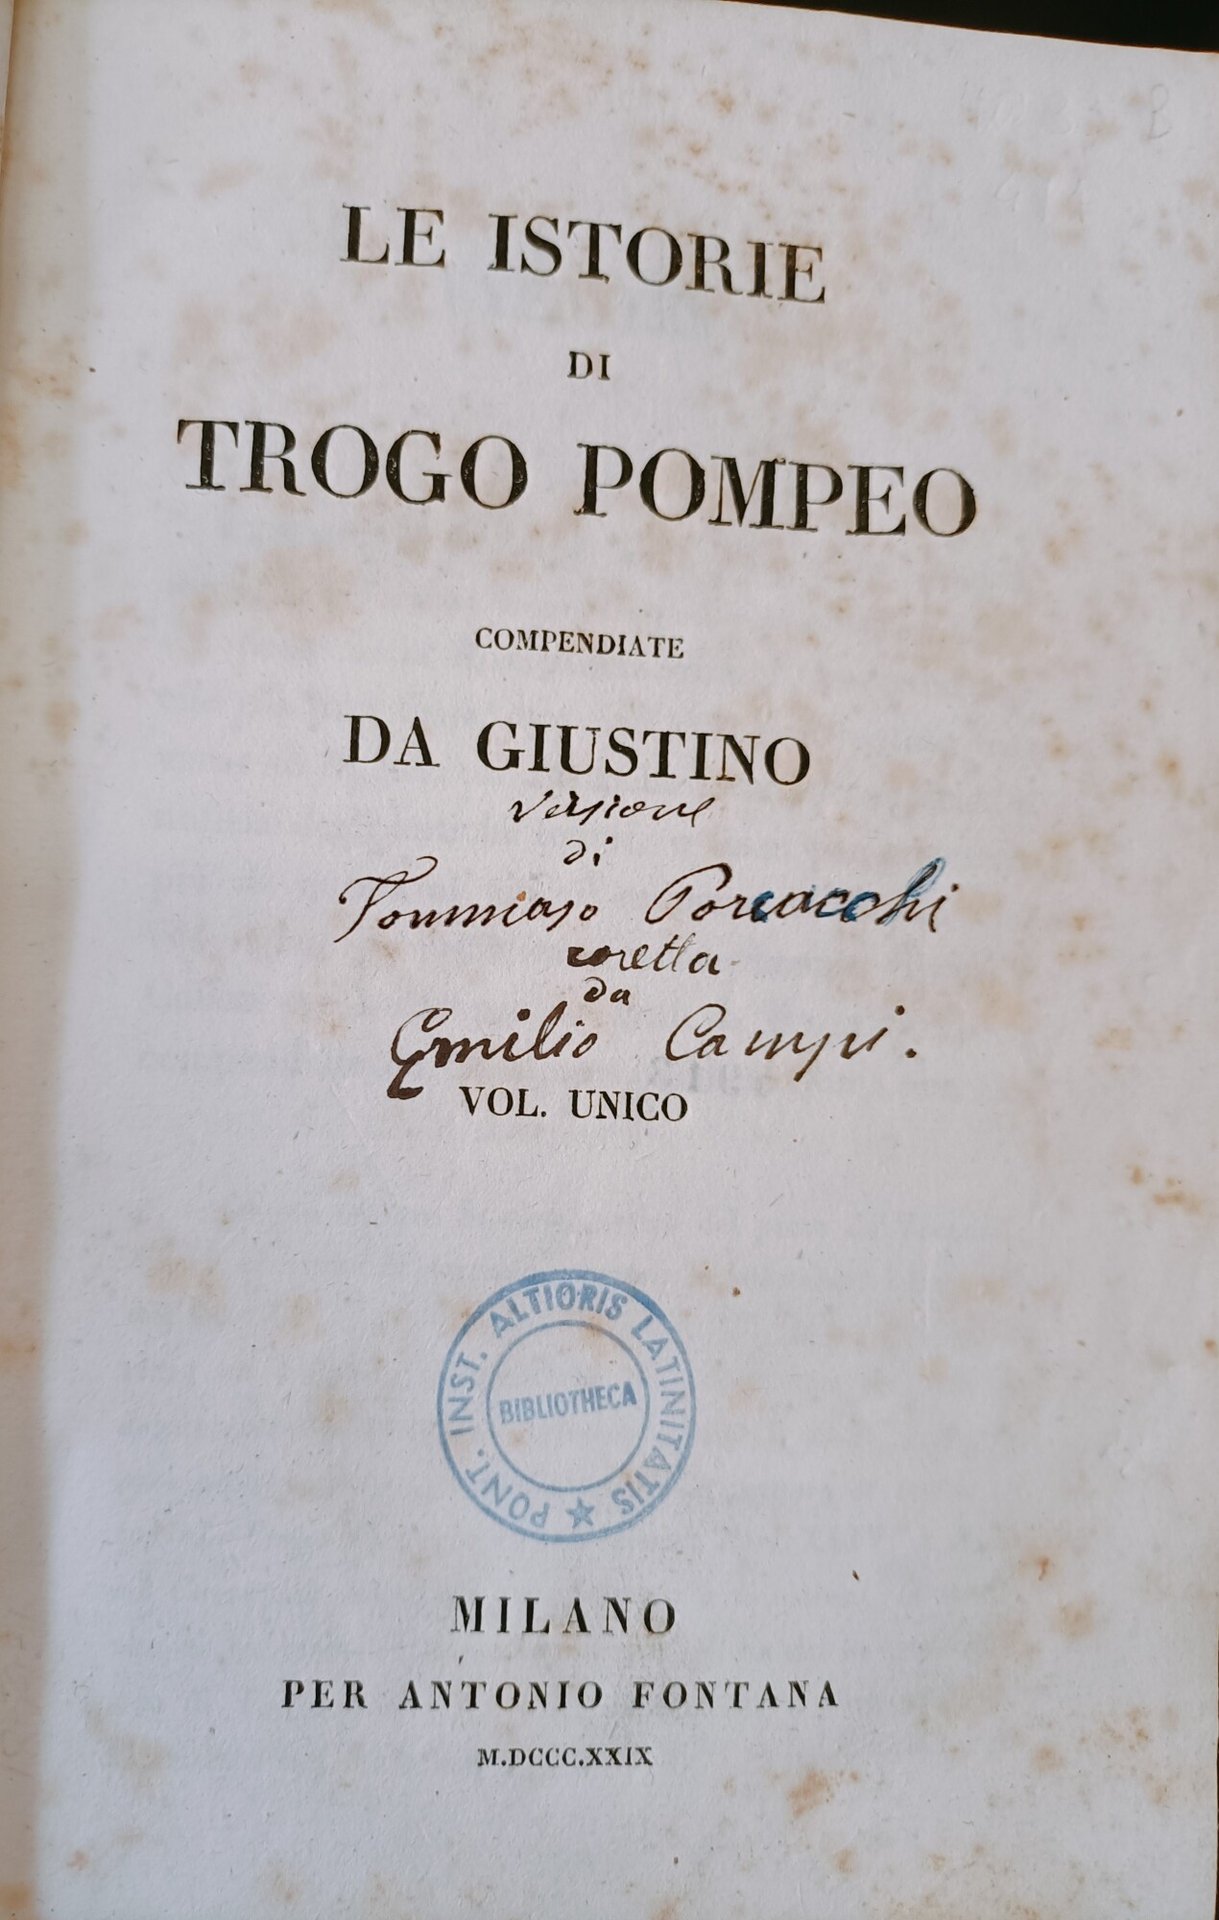 LE ISTORIE
DI
TROGO POMPEO
COMPENDIATE
DA GIUSTINO
versione
di
Tommaso Porcacchi
coretta
da
Emilio Campi.
VOL. UNICO
PONT. INST. ALTIORIS LATINITATIS
BIBLIOTHECA
MILANO
PER ANTONIO FONTANA
M.DCCC.XXIX